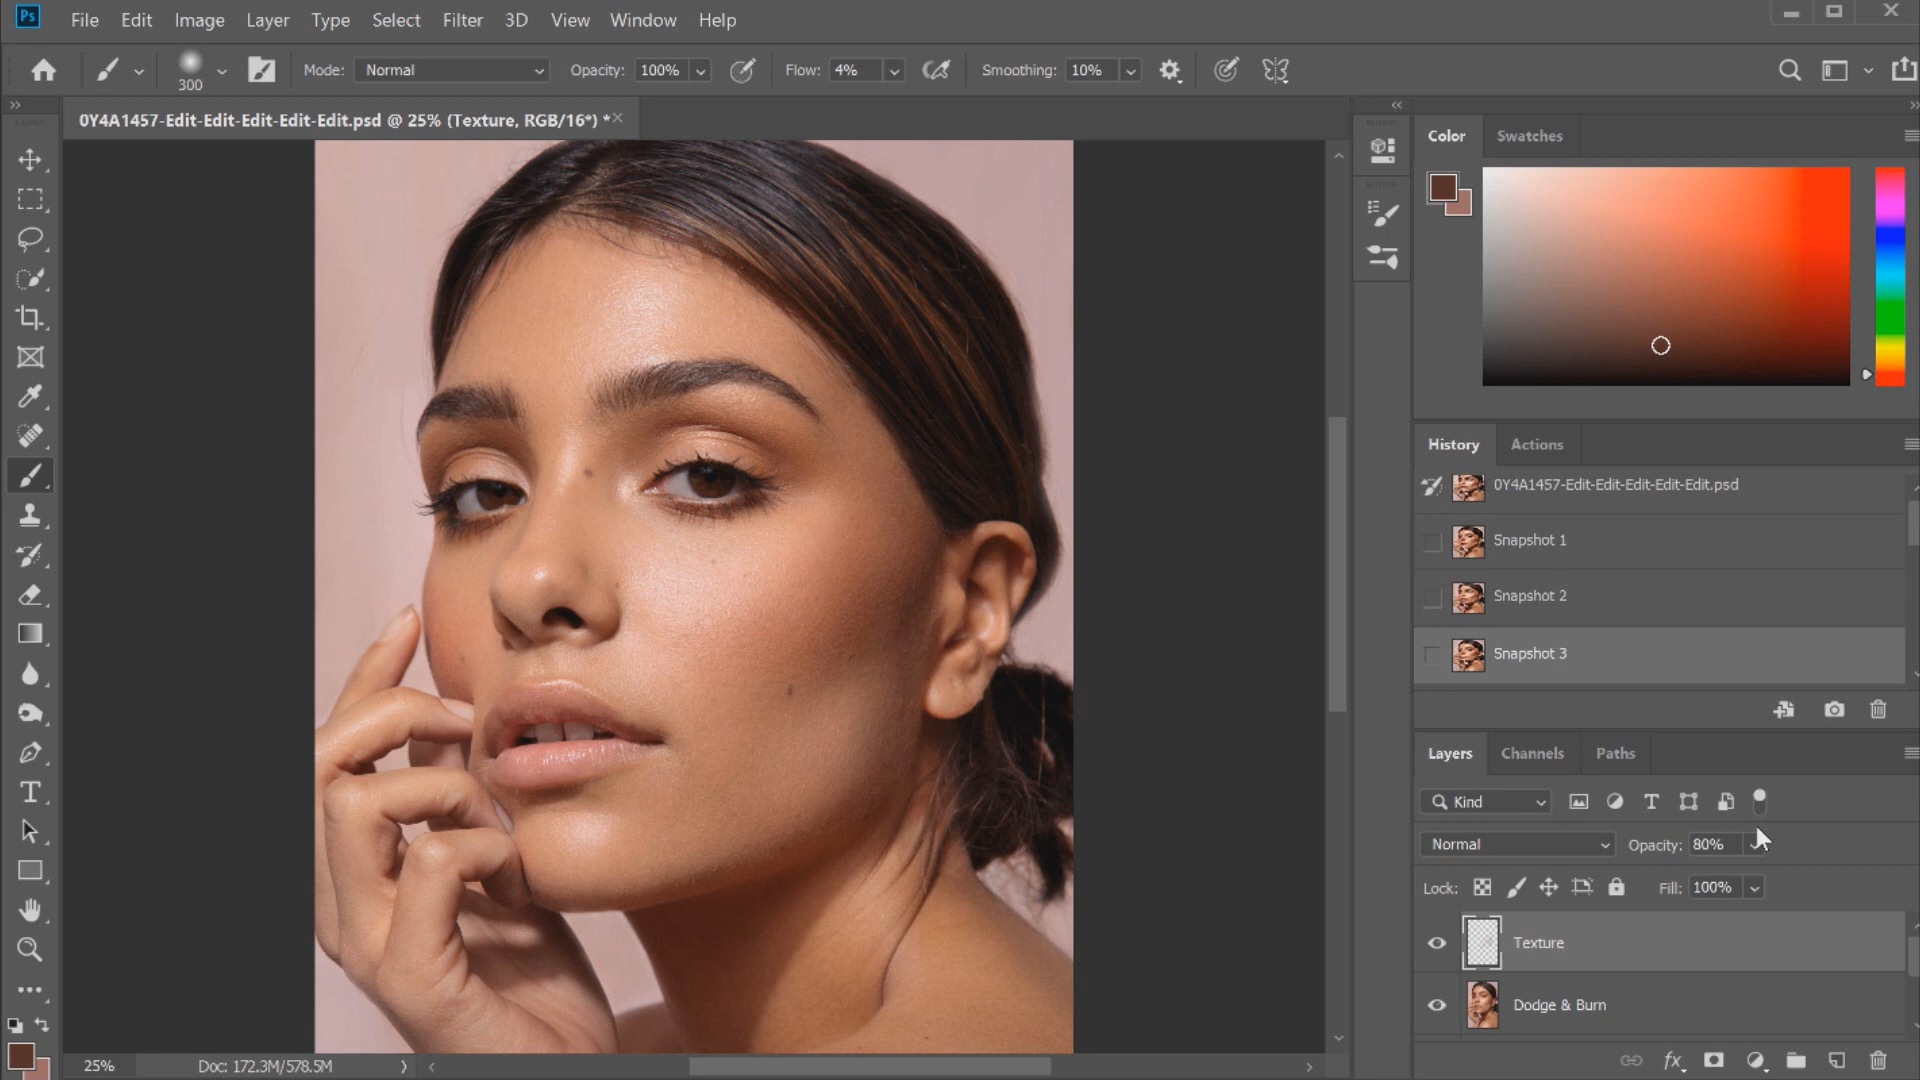 Ps File Edit Image Layer Type Select Filter 3D View Window Help
300 Mode: Normal Opacity: 100% Flow: 4% Smoothing: 10%
0Y4A1457-Edit-Edit-Edit-Edit-Edit.psd @ 25% (Texture, RGB/16*) *
Color Swatches
History Actions
0Y4A1457-Edit-Edit-Edit-Edit-Edit.psd
Snapshot 1
Snapshot 2
Snapshot 3
Layers Channels Paths
Kind
Normal Opacity: 80%
Lock: Fill: 100%
Texture
Dodge & Burn
25% Doc: 172.3M/578.5M
fx